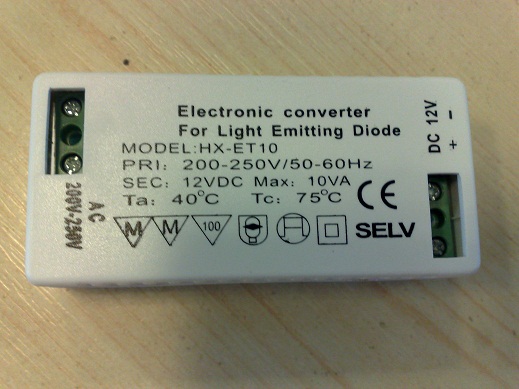 Electronic converter
For Light Emitting Diode
MODEL:HX-ET10
PRI: 200-250V/50-60Hz
SEC: 12VDC Max: 10VA
Ta: 40°C Tc: 75°C CE
M M 100 SELV
AC
200V-250V
DC 12V
+ -